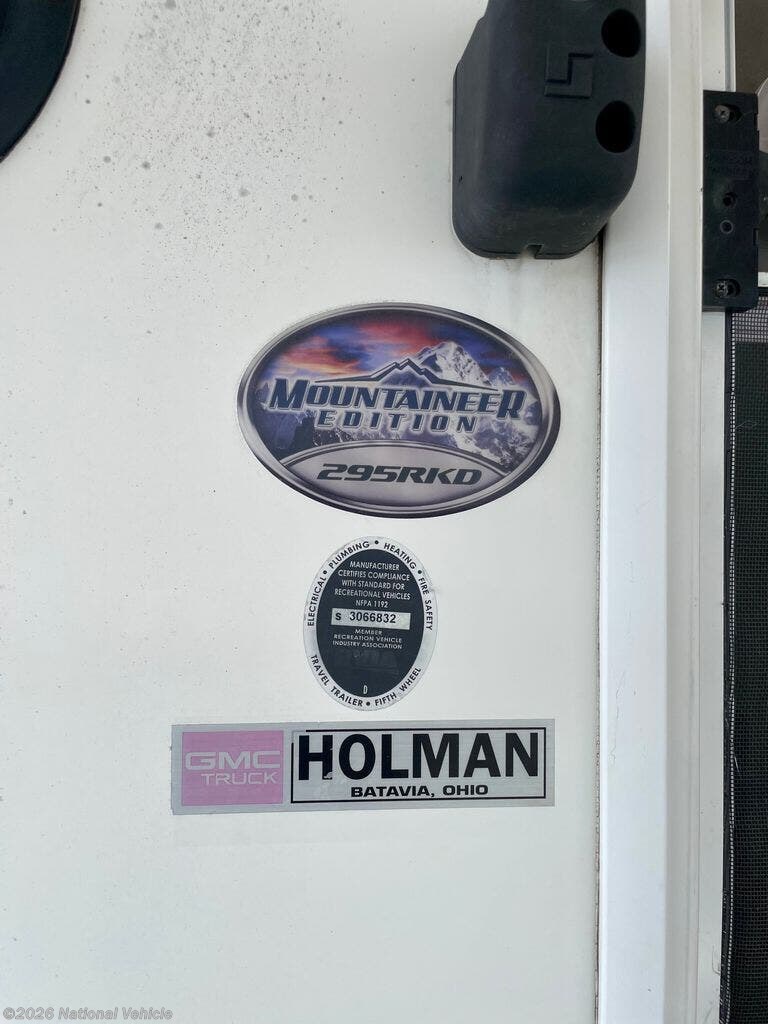 MOUNTAINEER
EDITION
295RKD
ELECTRICAL • PLUMBING • HEATING • FIRE SAFETY
MANUFACTURER
CERTIFIES COMPLIANCE
WITH STANDARD FOR
RECREATIONAL VEHICLES
NFPA 1192
S 3066832
MEMBER
RECREATION VEHICLE
INDUSTRY ASSOCIATION
D
TRAVEL TRAILER • FIFTH WHEEL
GMC
TRUCK
HOLMAN
BATAVIA, OHIO
©2026 National Vehicle